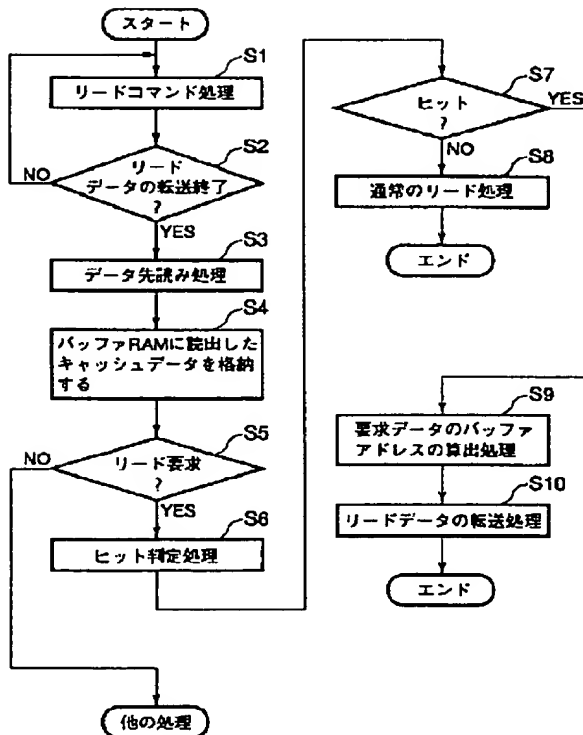 スタート
S1
リードコマンド処理
S2
リード
データの転送終了
?
NO
YES
S3
データ先読み処理
S4
バッファRAMに読出した
キャッシュデータを格納
する
S5
リード要求
?
NO
YES
S6
ヒット判定処理
他の処理
S7
ヒット
?
YES
NO
S8
通常のリード処理
エンド
S9
要求データのバッファ
アドレスの算出処理
S10
リードデータの転送処理
エンド